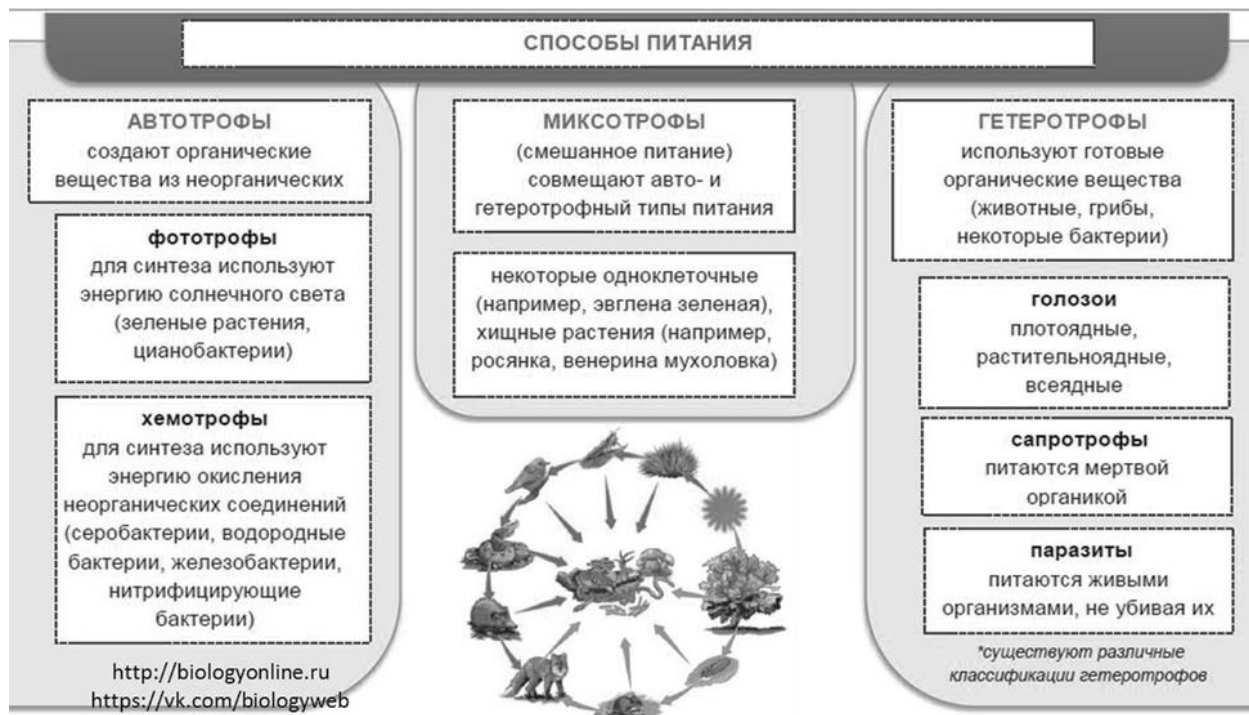 СПОСОБЫ ПИТАНИЯ
АВТОТРОФЫ
создают органические
вещества из неорганических
фототрофы
для синтеза используют
энергию солнечного света
(зеленые растения,
цианобактерии)
хемотрофы
для синтеза используют
энергию окисления
неорганических соединений
(серобактерии, водородные
бактерии, железобактерии,
нитрифицирующие
бактерии)
http://biologyonline.ru
https://vk.com/biologyweb
МИКСОТРОФЫ
(смешанное питание)
совмещают авто- и
гетеротрофный типы питания
некоторые одноклеточные
(например, эвглена зеленая),
хищные растения (например,
росянка, венерина мухоловка)
ГЕТЕРОТРОФЫ
используют готовые
органические вещества
(животные, грибы,
некоторые бактерии)
голозои
плотоядные,
растительноядные,
всеядные
сапротрофы
питаются мертвой
органикой
паразиты
питаются живыми
организмами, не убивая их
*существуют различные
классификации гетеротрофов